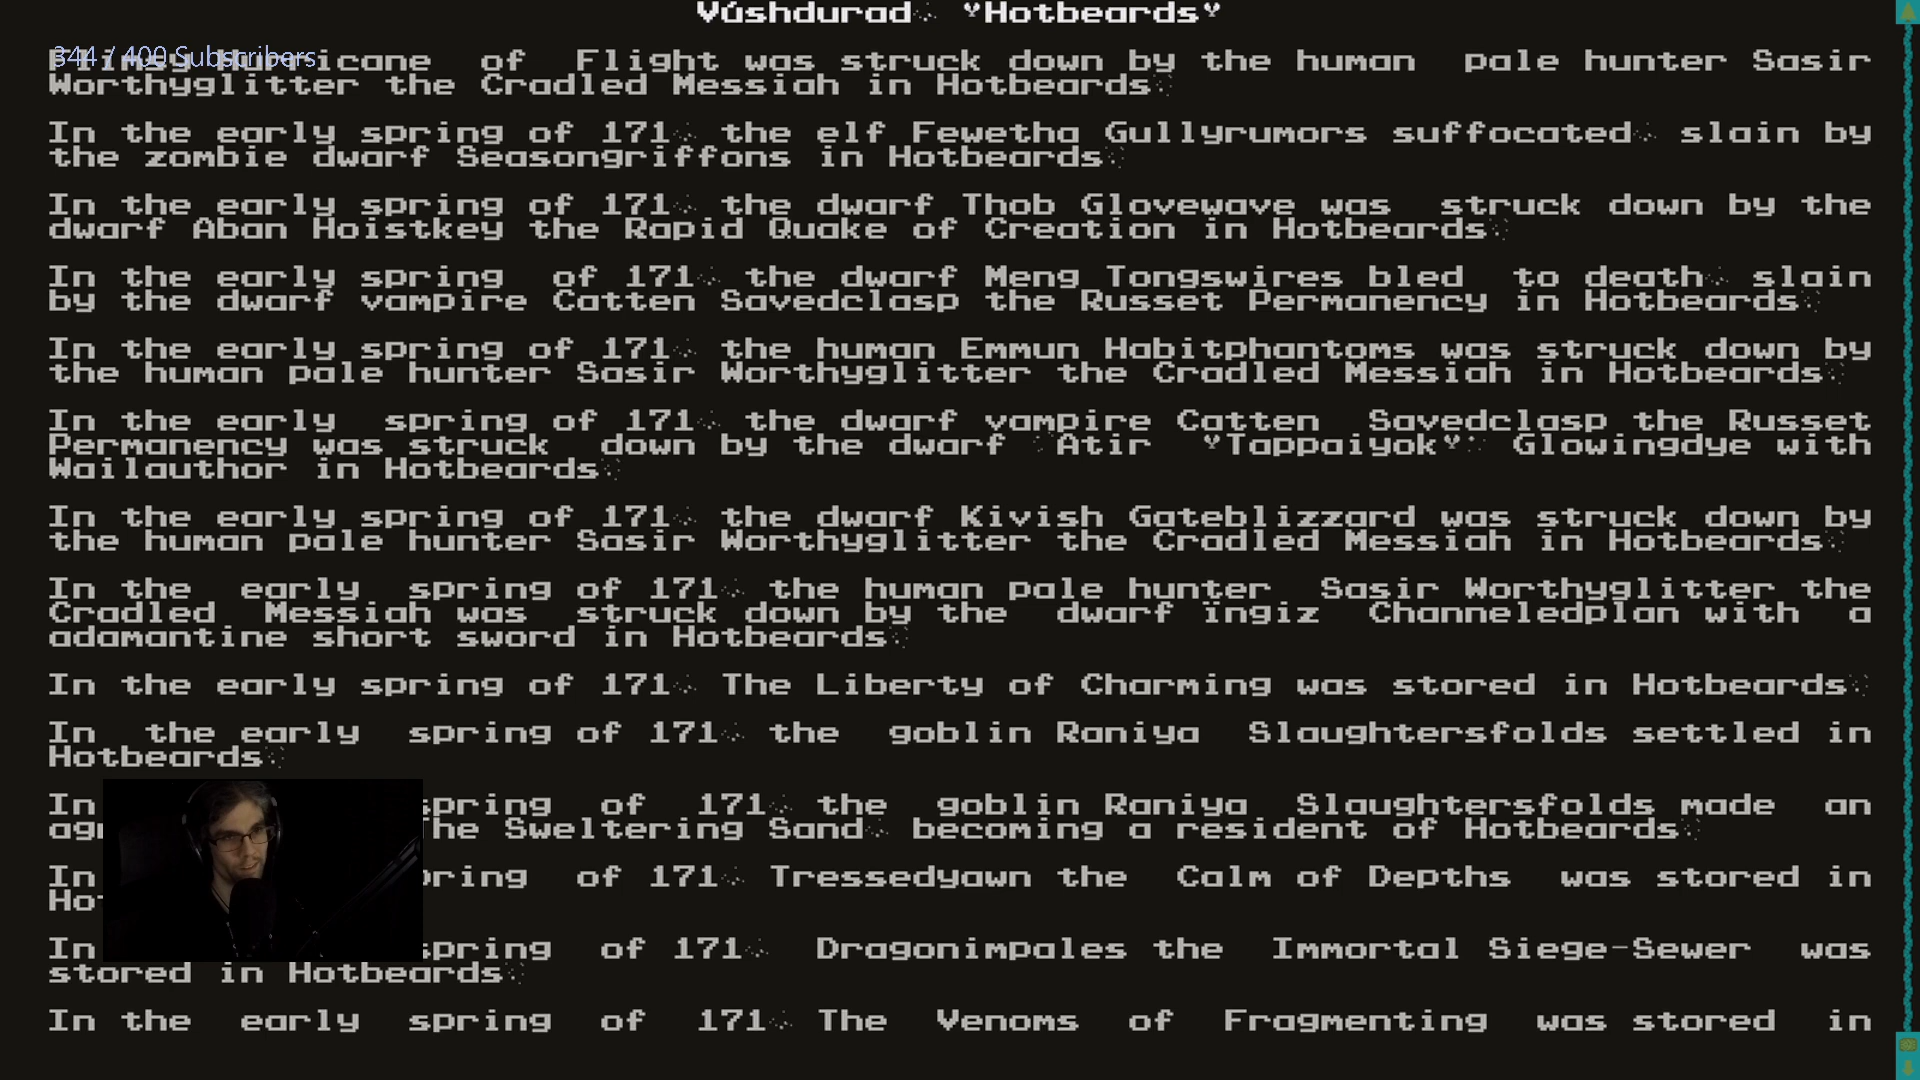 Vúshdurad, "Hotbeards"
344 / 400 Subscribers
of Flight was struck down by the human pale hunter Sasir
Worthyglitter the Cradled Messiah in Hotbeards.
In the early spring of 171, the elf Fewetha Gullyrumors suffocated, slain by
the zombie dwarf Seasongriffons in Hotbeards.
In the early spring of 171, the dwarf Thob Glovewave was struck down by the
dwarf Aban Hoistkey the Rapid Quake of Creation in Hotbeards.
In the early spring of 171, the dwarf Meng Tongswires bled to death, slain
by the dwarf vampire Catten Savedclasp the Russet Permanency in Hotbeards.
In the early spring of 171, the human Emmun Habitphantoms was struck down by
the human pale hunter Sasir Worthyglitter the Cradled Messiah in Hotbeards.
In the early spring of 171, the dwarf vampire Catten Savedclasp the Russet
Permanency was struck down by the dwarf Atir "Tappaiyok" Glowingdye with
Wailauthor in Hotbeards.
In the early spring of 171, the dwarf Kivish Gateblizzard was struck down by
the human pale hunter Sasir Worthyglitter the Cradled Messiah in Hotbeards.
In the early spring of 171, the human pale hunter Sasir Worthyglitter the
Cradled Messiah was struck down by the dwarf ïngiz Channeledplan with a
adamantine short sword in Hotbeards.
In the early spring of 171, The Liberty of Charming was stored in Hotbeards.
In the early spring of 171, the goblin Raniya Slaughtersfolds settled in
Hotbeards.
In spring of 171, the goblin Raniya Slaughtersfolds made an
The Sweltering Sand, becoming a resident of Hotbeards.
In of 171, Tressedyawn the Calm of Depths was stored in
In spring of 171, Dragonimpales the Immortal Siege-Sewer was
stored in Hotbeards.
In the early spring of 171, The Venoms of Fragmenting was stored in